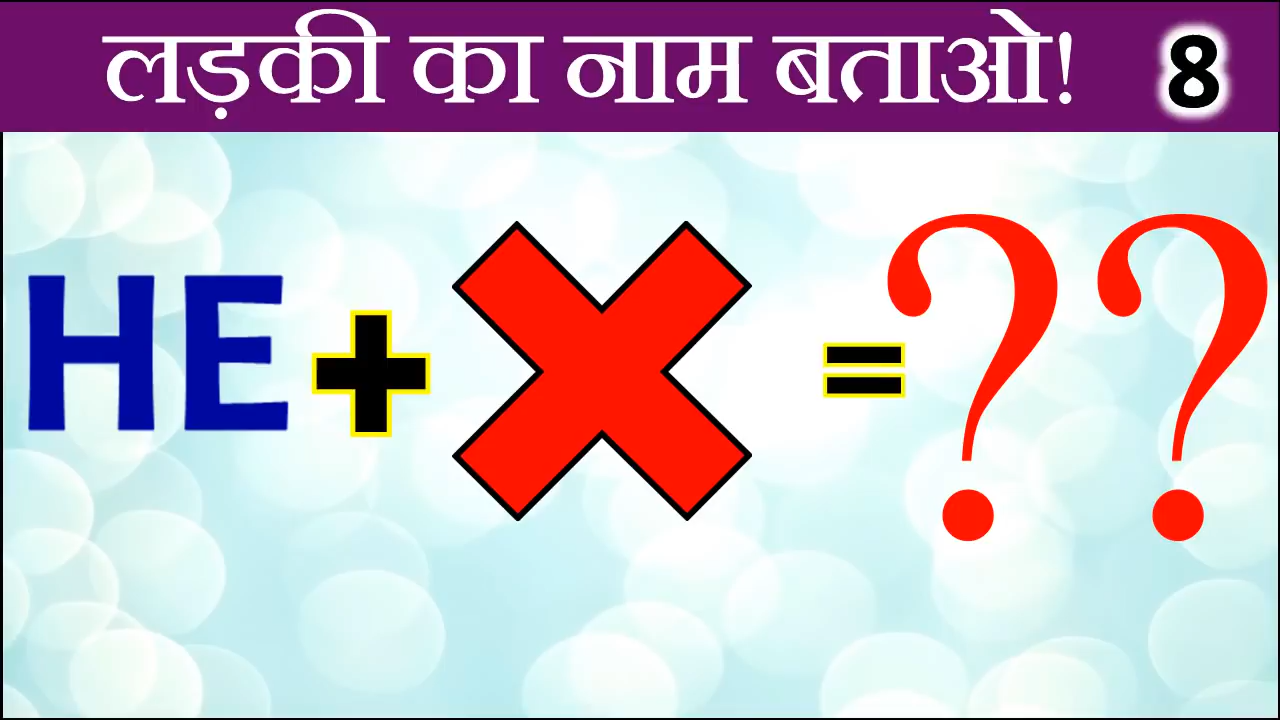 लड़की का नाम बताओ! 8
HE + ✖ = ??